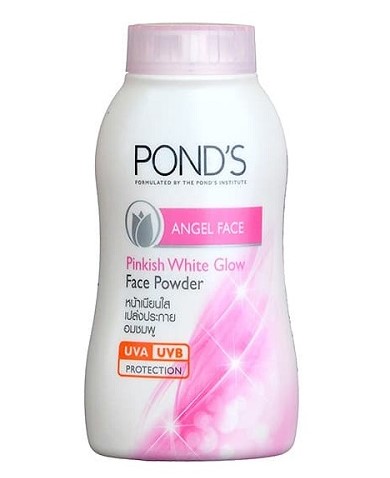 POND'S
FORMULATED BY THE POND'S INSTITUTE
ANGEL FACE
Pinkish White Glow
Face Powder
หน้าเนียนใส
เปล่งประกาย
อมชมพู
UVA UVB
PROTECTION